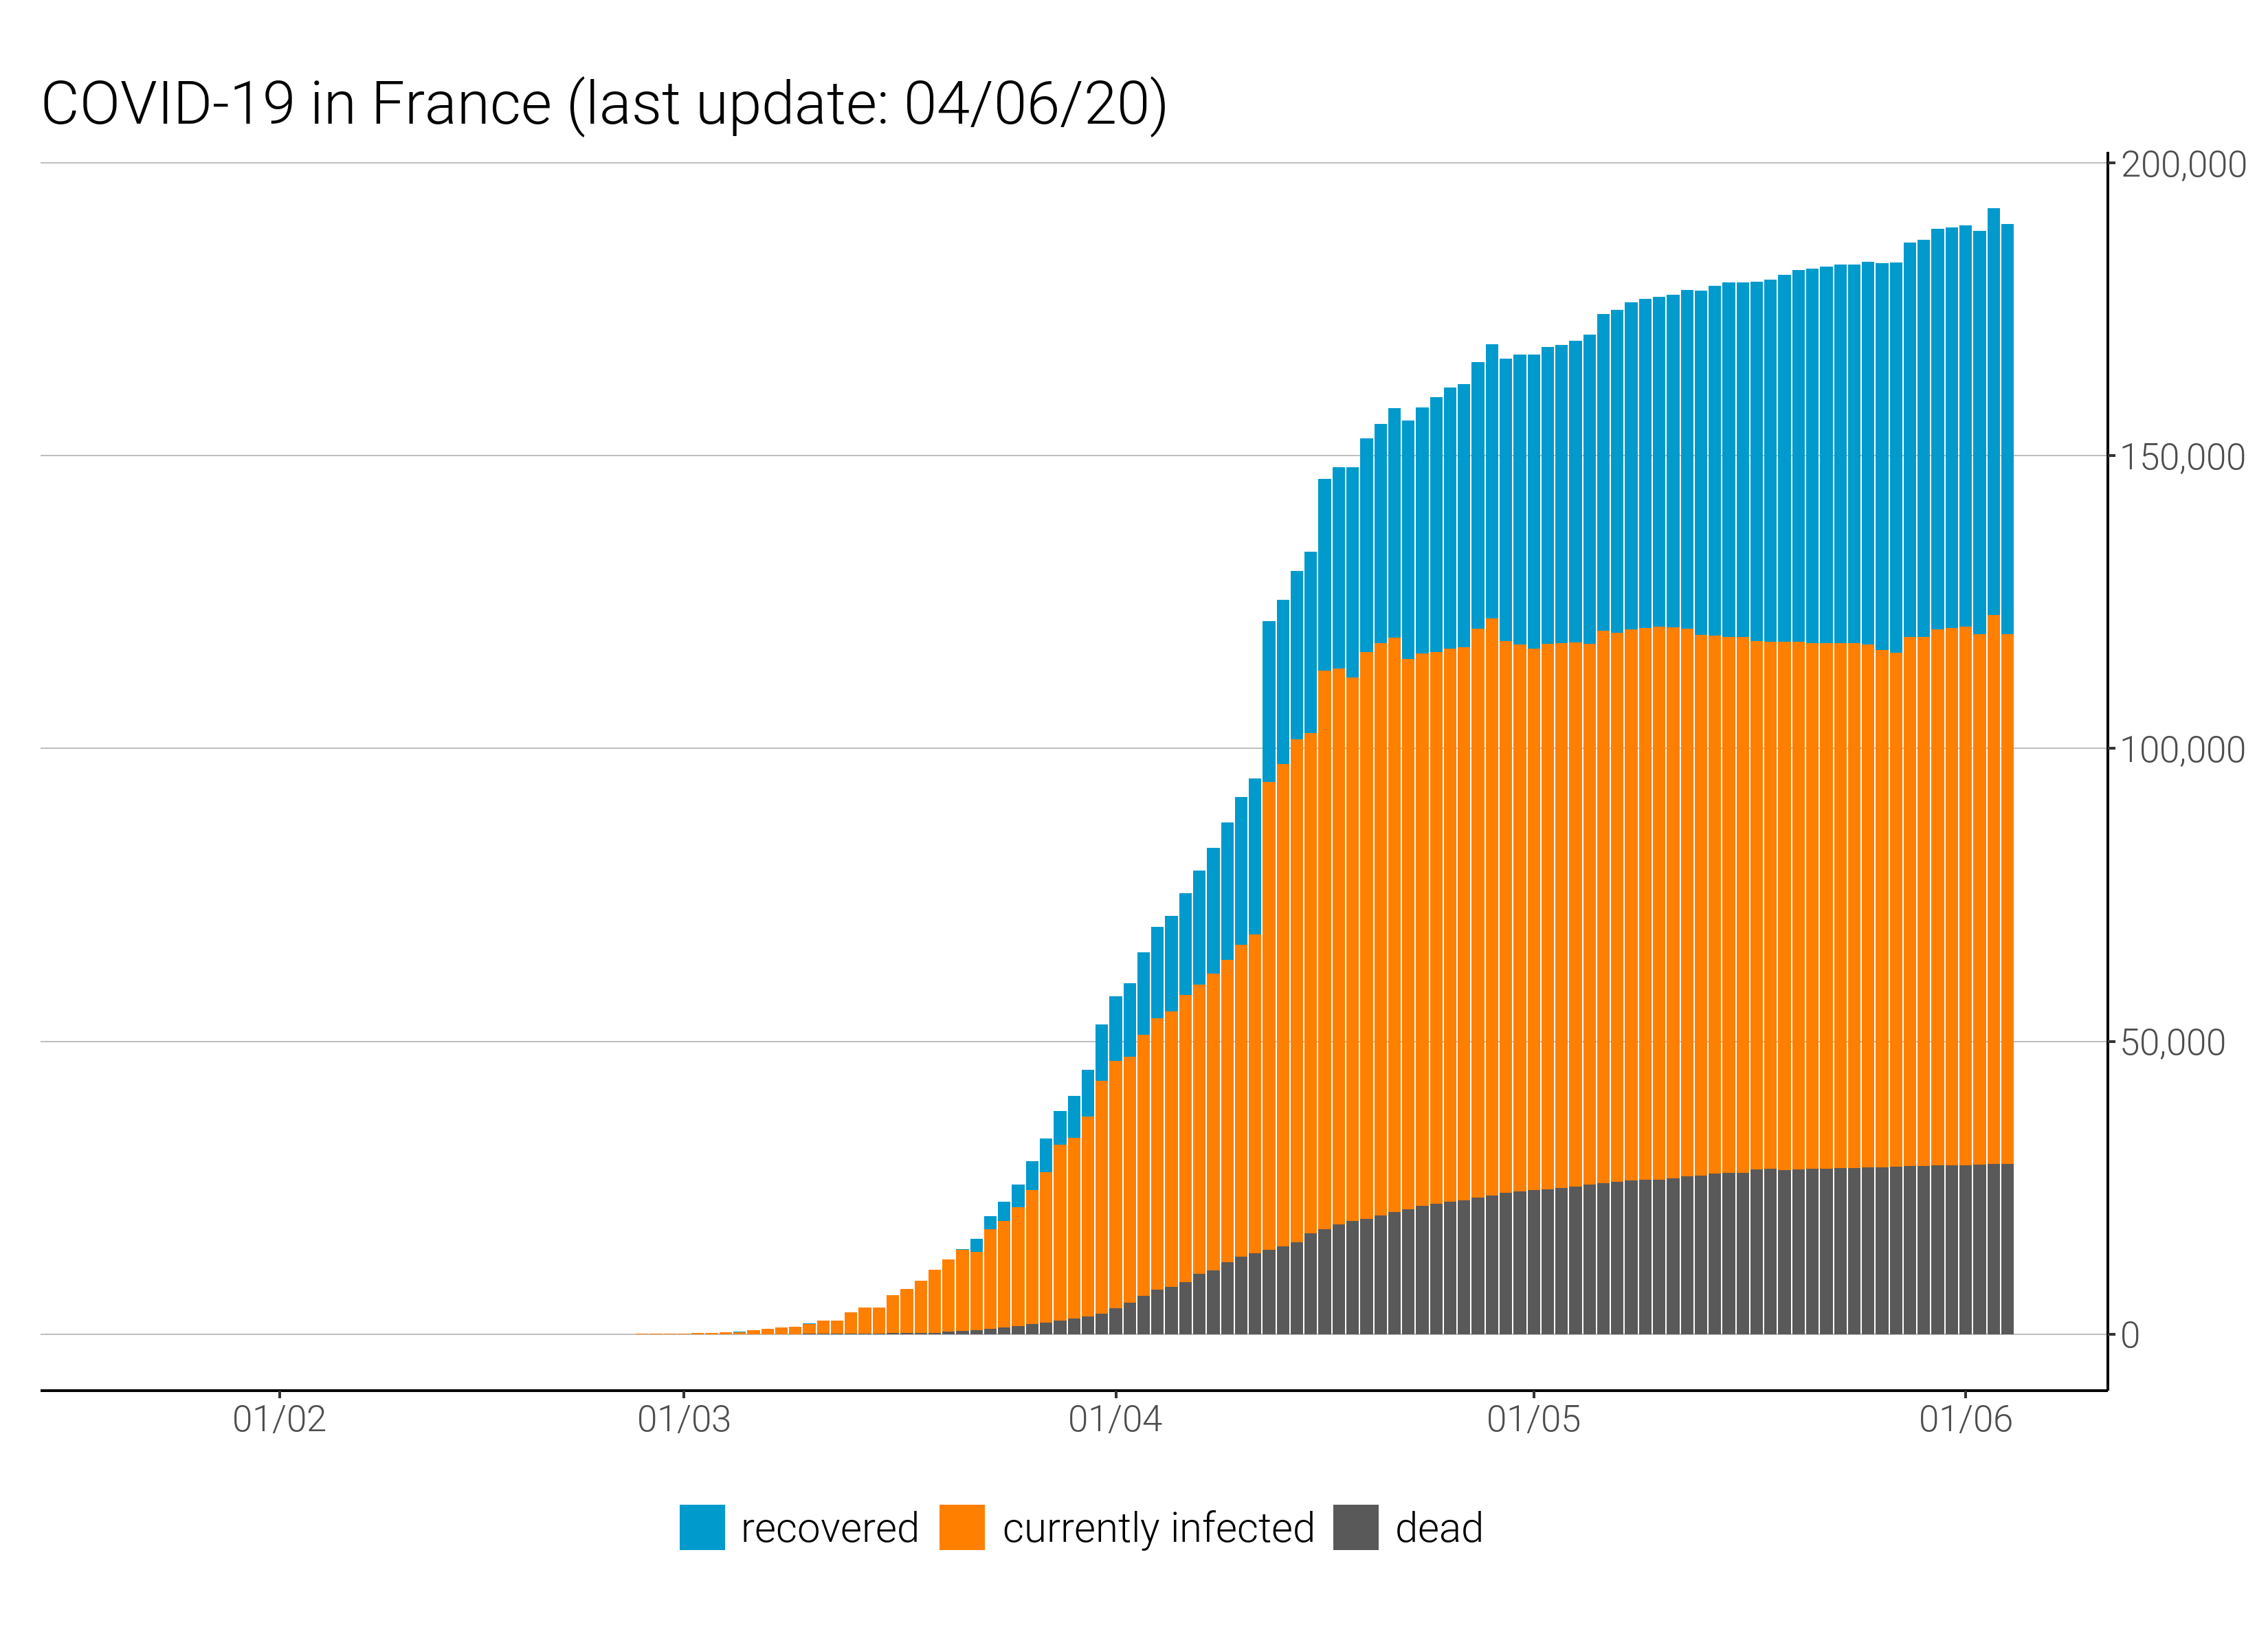 COVID-19 in France (last update: 04/06/20)
200,000
150,000
100,000
50,000
0
01/02 01/03 01/04 01/05 01/06
recovered currently infected dead